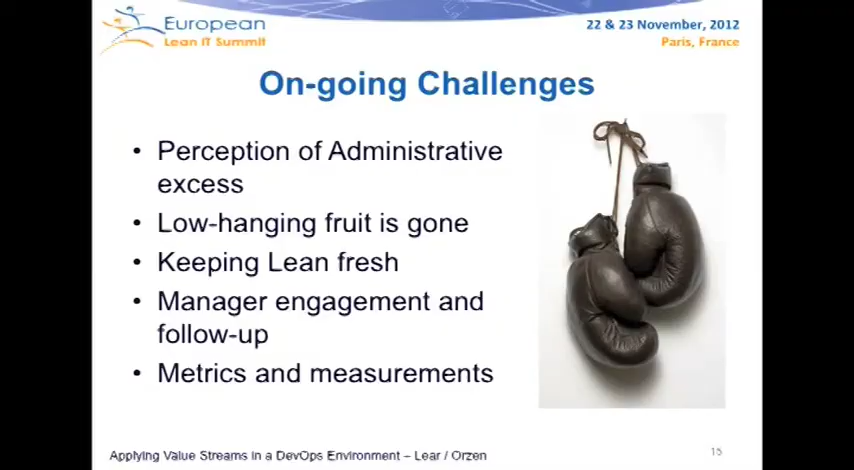 European
Lean IT Summit
22 & 23 November, 2012
Paris, France
On-going Challenges
• Perception of Administrative
excess
• Low-hanging fruit is gone
• Keeping Lean fresh
• Manager engagement and
follow-up
• Metrics and measurements
Applying Value Streams in a DevOps Environment – Lear / Orzen
15